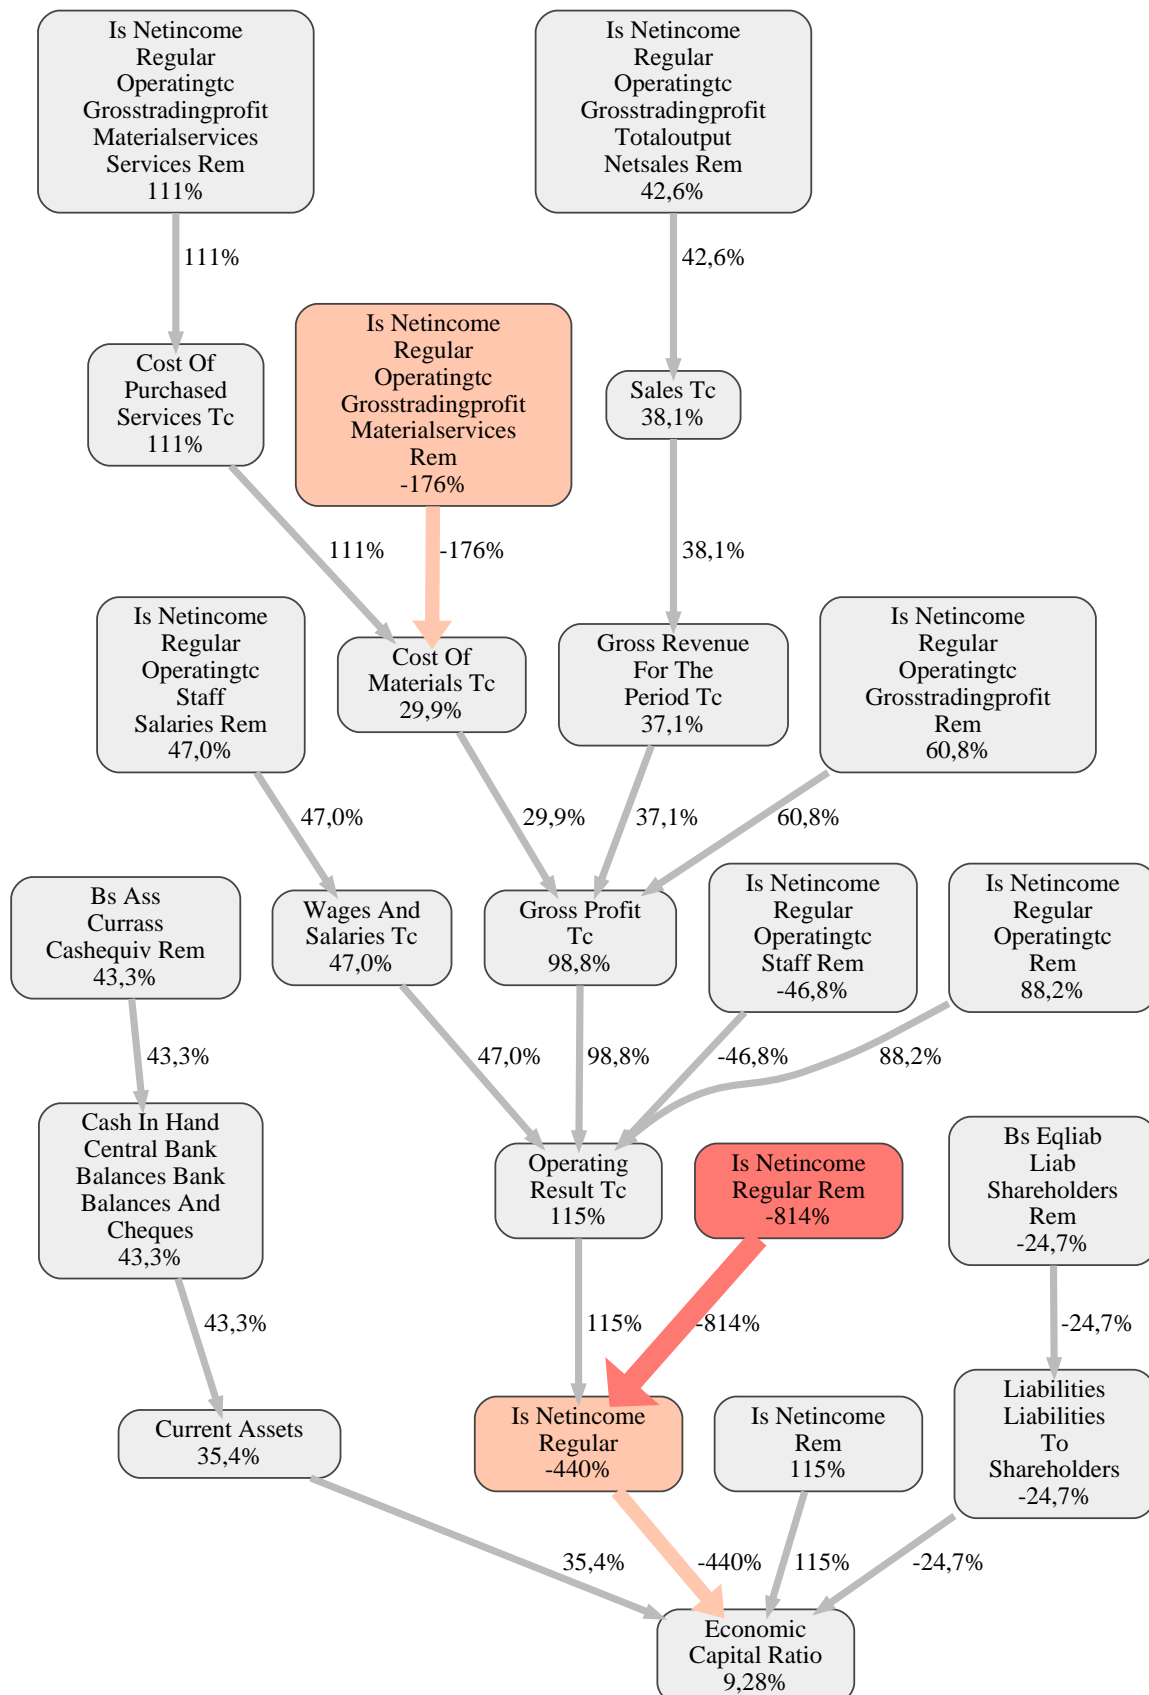 Is Netincome
Regular
Operatingtc
Grosstradingprofit
Materialservices
Services Rem
111%
Is Netincome
Regular
Operatingtc
Grosstradingprofit
Totaloutput
Netsales Rem
42,6%
111%
42,6%
Is Netincome
Regular
Operatingtc
Grosstradingprofit
Materialservices
Rem
-176%
Cost Of
Purchased
Services Tc
111%
Sales Tc
38,1%
111%
-176%
38,1%
Is Netincome
Regular
Operatingtc
Staff
Salaries Rem
47,0%
Cost Of
Materials Tc
29,9%
Gross Revenue
For The
Period Tc
37,1%
Is Netincome
Regular
Operatingtc
Grosstradingprofit
Rem
60,8%
47,0%
29,9%
37,1%
60,8%
Bs Ass
Currass
Cashequiv Rem
43,3%
Wages And
Salaries Tc
47,0%
Gross Profit
Tc
98,8%
Is Netincome
Regular
Operatingtc
Staff Rem
-46,8%
Is Netincome
Regular
Operatingtc
Rem
88,2%
43,3%
47,0%
98,8%
-46,8%
88,2%
Cash In Hand
Central Bank
Balances Bank
Balances And
Cheques
43,3%
Operating
Result Tc
115%
Is Netincome
Regular Rem
-814%
Bs Eqliab
Liab
Shareholders
Rem
-24,7%
43,3%
115%
-814%
-24,7%
Current Assets
35,4%
Is Netincome
Regular
-440%
Is Netincome
Rem
115%
Liabilities
Liabilities
To
Shareholders
-24,7%
35,4%
-440%
115%
-24,7%
Economic
Capital Ratio
9,28%